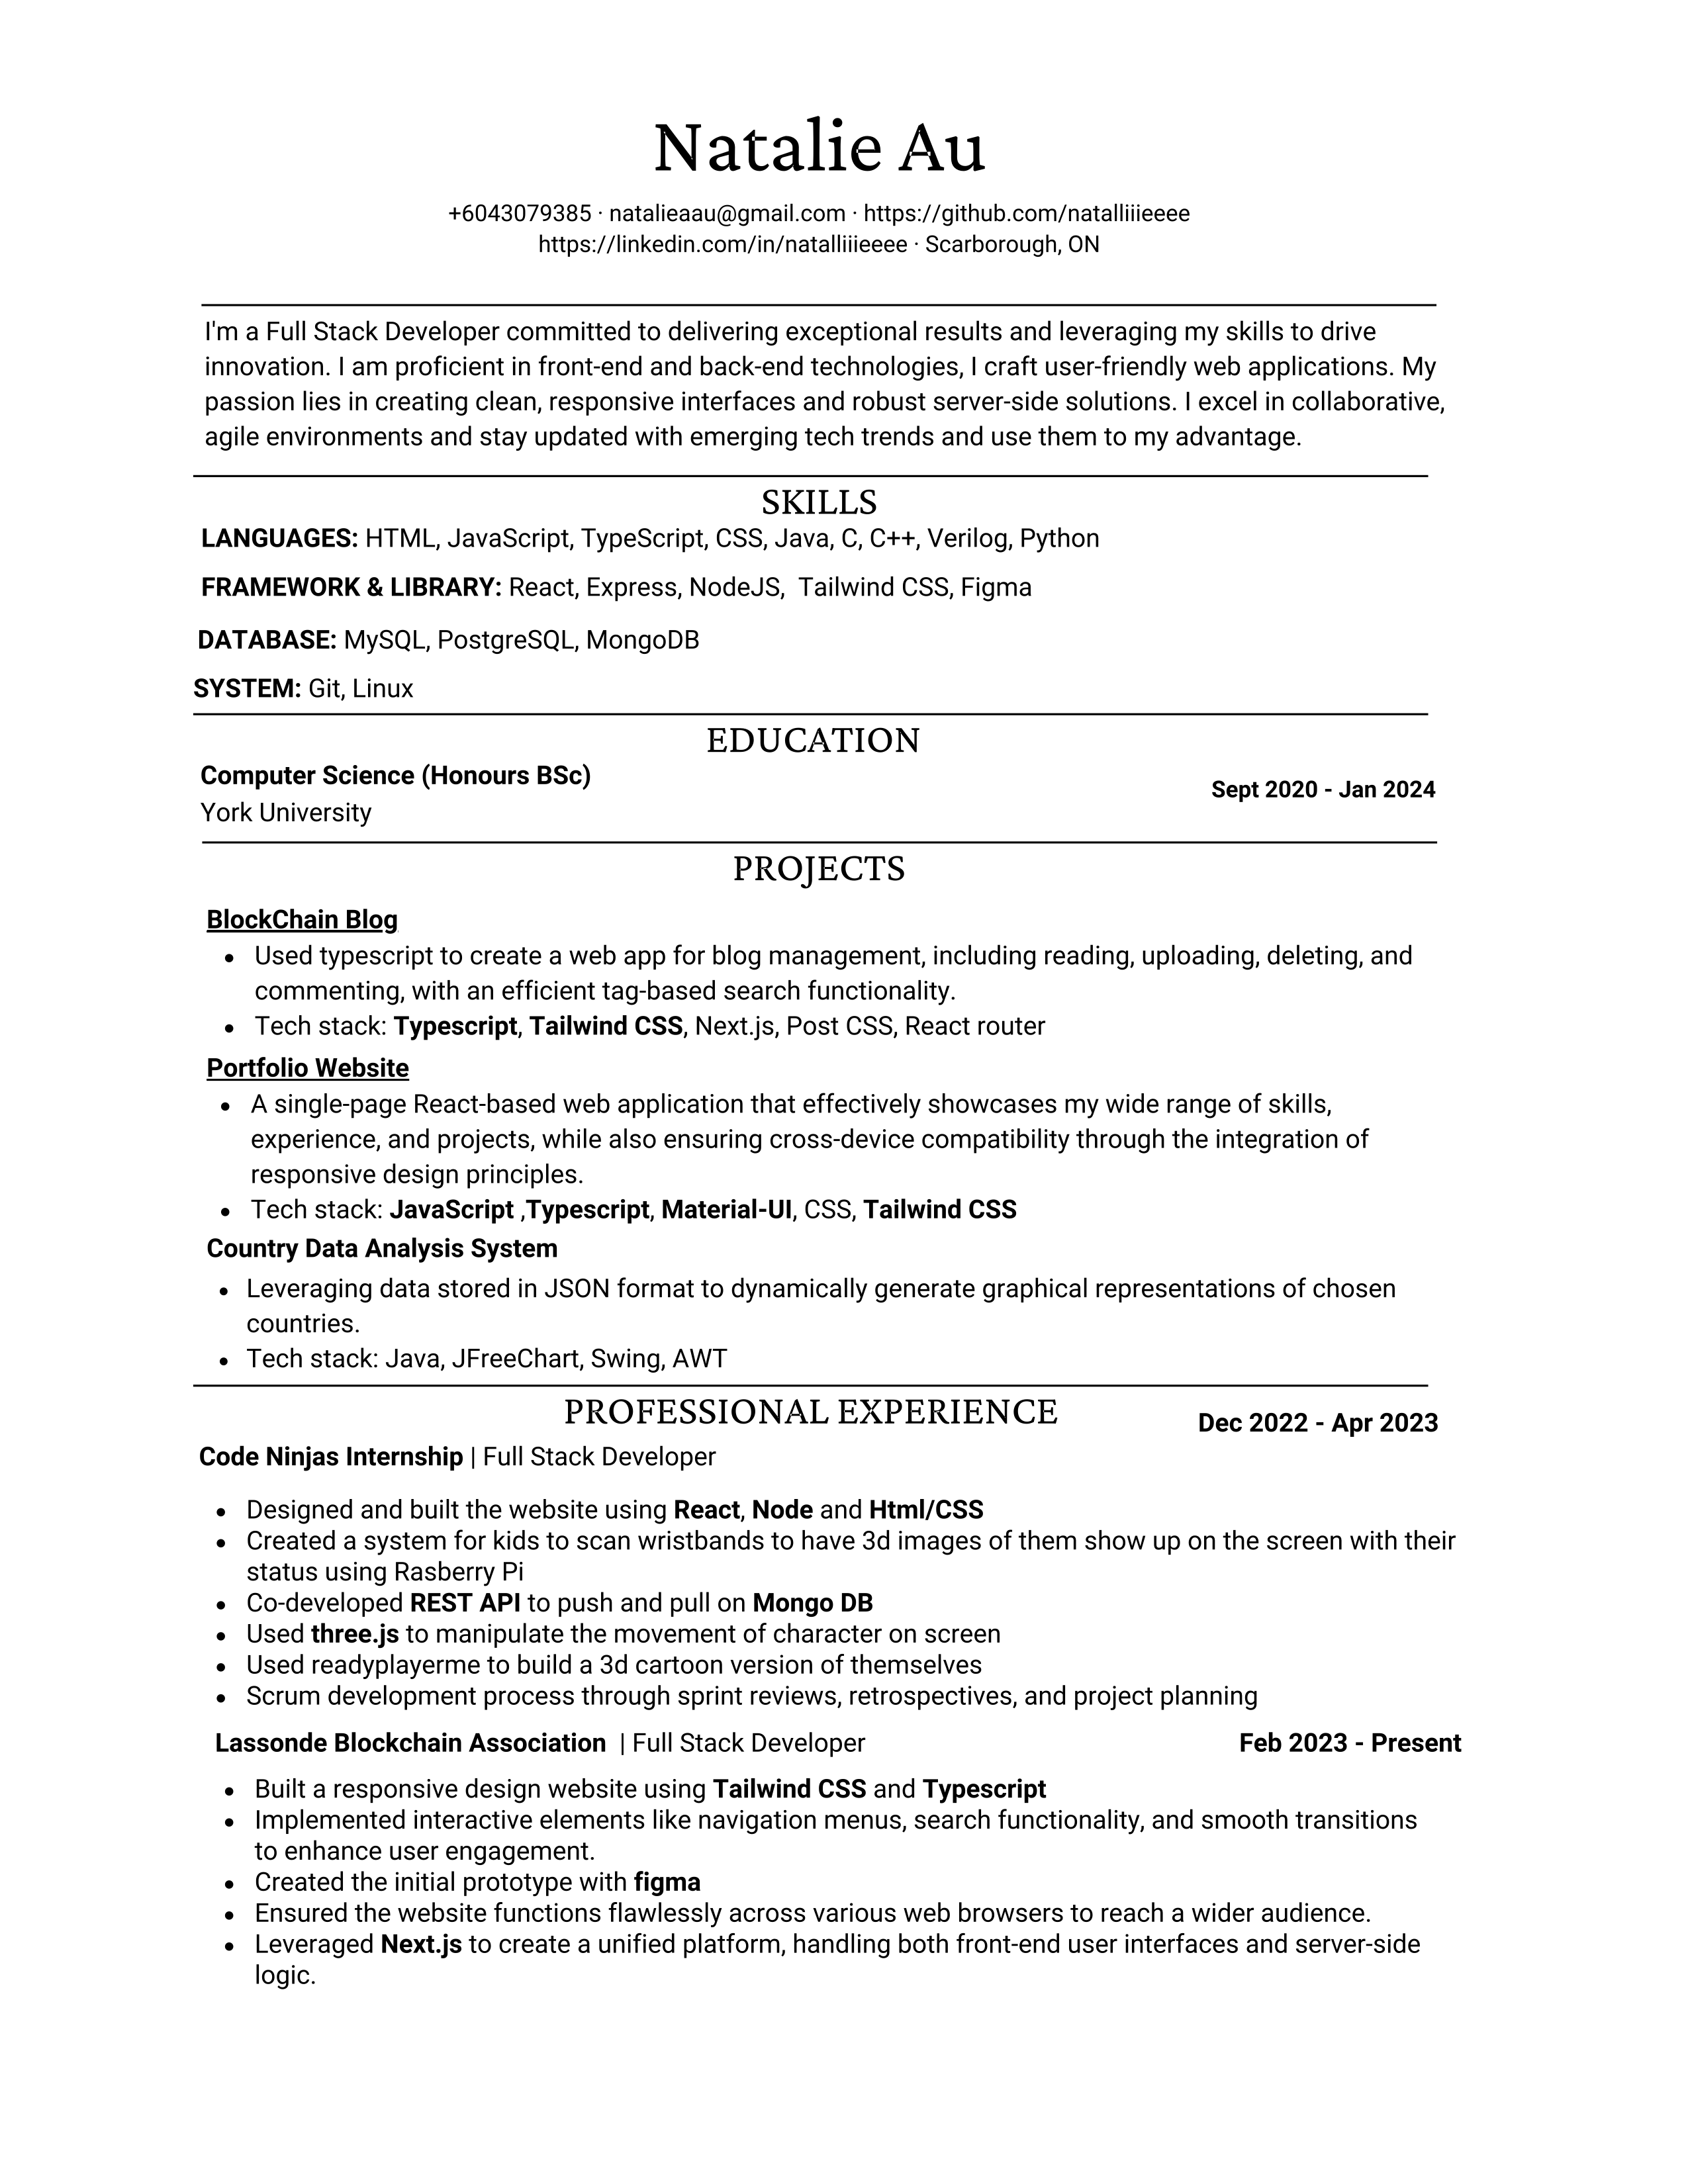 Natalie Au
+6043079385 · natalieaau@gmail.com · https://github.com/natalliiieeee
https://linkedin.com/in/natalliiieeee · Scarborough, ON
I'm a Full Stack Developer committed to delivering exceptional results and leveraging my skills to drive
innovation. I am proficient in front-end and back-end technologies, I craft user-friendly web applications. My
passion lies in creating clean, responsive interfaces and robust server-side solutions. I excel in collaborative,
agile environments and stay updated with emerging tech trends and use them to my advantage.
SKILLS
LANGUAGES: HTML, JavaScript, TypeScript, CSS, Java, C, C++, Verilog, Python
FRAMEWORK & LIBRARY: React, Express, NodeJS,  Tailwind CSS, Figma
DATABASE: MySQL, PostgreSQL, MongoDB
SYSTEM: Git, Linux
EDUCATION
Computer Science (Honours BSc)
Sept 2020 - Jan 2024
York University
PROJECTS
BlockChain Blog
• Used typescript to create a web app for blog management, including reading, uploading, deleting, and
commenting, with an efficient tag-based search functionality.
• Tech stack: Typescript, Tailwind CSS, Next.js, Post CSS, React router
Portfolio Website
• A single-page React-based web application that effectively showcases my wide range of skills,
experience, and projects, while also ensuring cross-device compatibility through the integration of
responsive design principles.
• Tech stack: JavaScript ,Typescript, Material-UI, CSS, Tailwind CSS
Country Data Analysis System
• Leveraging data stored in JSON format to dynamically generate graphical representations of chosen
countries.
• Tech stack: Java, JFreeChart, Swing, AWT
PROFESSIONAL EXPERIENCE
Dec 2022 - Apr 2023
Code Ninjas Internship | Full Stack Developer
• Designed and built the website using React, Node and Html/CSS
• Created a system for kids to scan wristbands to have 3d images of them show up on the screen with their
status using Rasberry Pi
• Co-developed REST API to push and pull on Mongo DB
• Used three.js to manipulate the movement of character on screen
• Used readyplayerme to build a 3d cartoon version of themselves
• Scrum development process through sprint reviews, retrospectives, and project planning
Lassonde Blockchain Association  | Full Stack Developer Feb 2023 - Present
• Built a responsive design website using Tailwind CSS and Typescript
• Implemented interactive elements like navigation menus, search functionality, and smooth transitions
to enhance user engagement.
• Created the initial prototype with figma
• Ensured the website functions flawlessly across various web browsers to reach a wider audience.
• Leveraged Next.js to create a unified platform, handling both front-end user interfaces and server-side
logic.